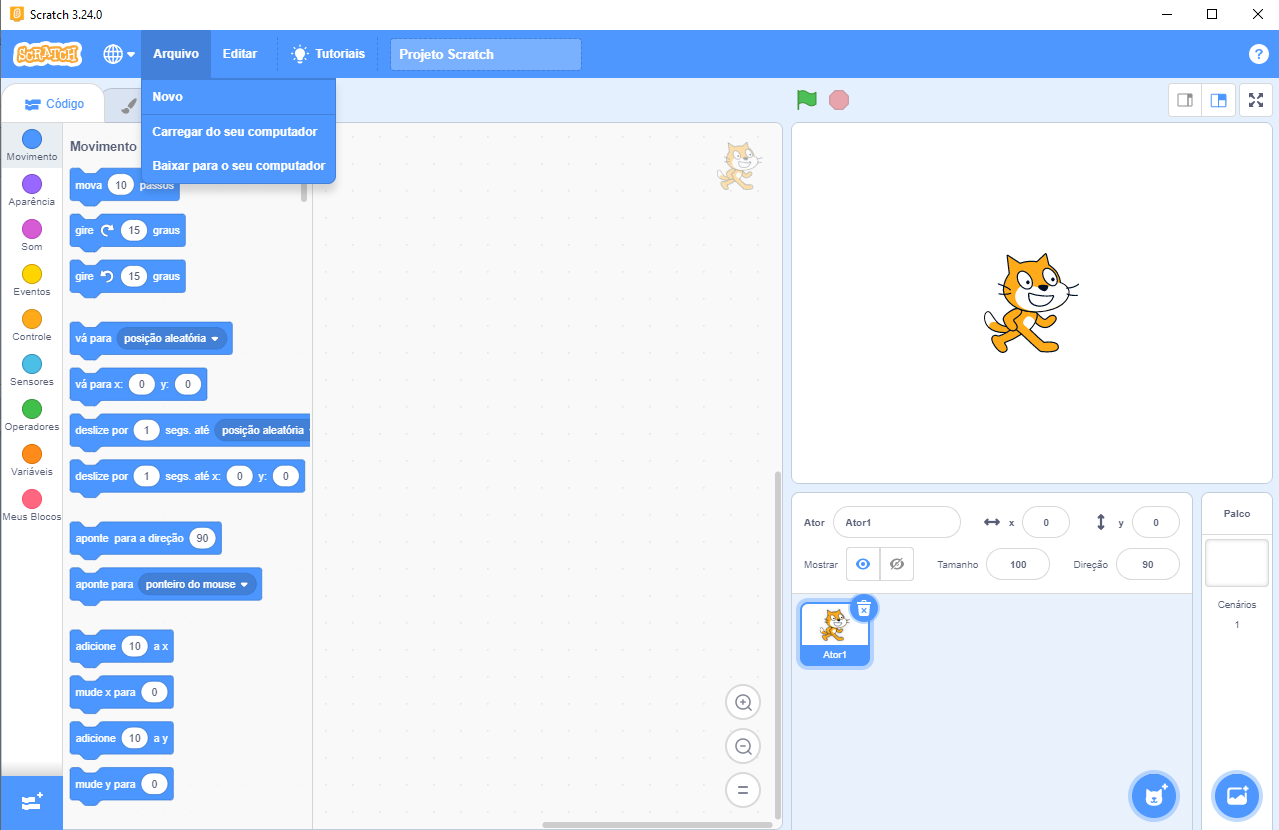 Scratch 3.24.0
SCRATCH
Arquivo
Editar
Tutoriais
Projeto Scratch
?
Novo
Carregar do seu computador
Baixar para o seu computador
Código
Movimento
Aparência
Som
Eventos
Controle
Sensores
Operadores
Variáveis
Meus Blocos
Movimento
mova 10 passos
gire 15 graus
gire 15 graus
vá para posição aleatória
vá para x: 0 y: 0
deslize por 1 segs. até posição aleatória
deslize por 1 segs. até x: 0 y: 0
aponte para a direção 90
aponte para ponteiro do mouse
adicione 10 a x
mude x para 0
adicione 10 a y
mude y para 0
Ator Ator1 x 0 y 0
Mostrar Tamanho 100 Direção 90
Ator1
Palco
Cenários
1